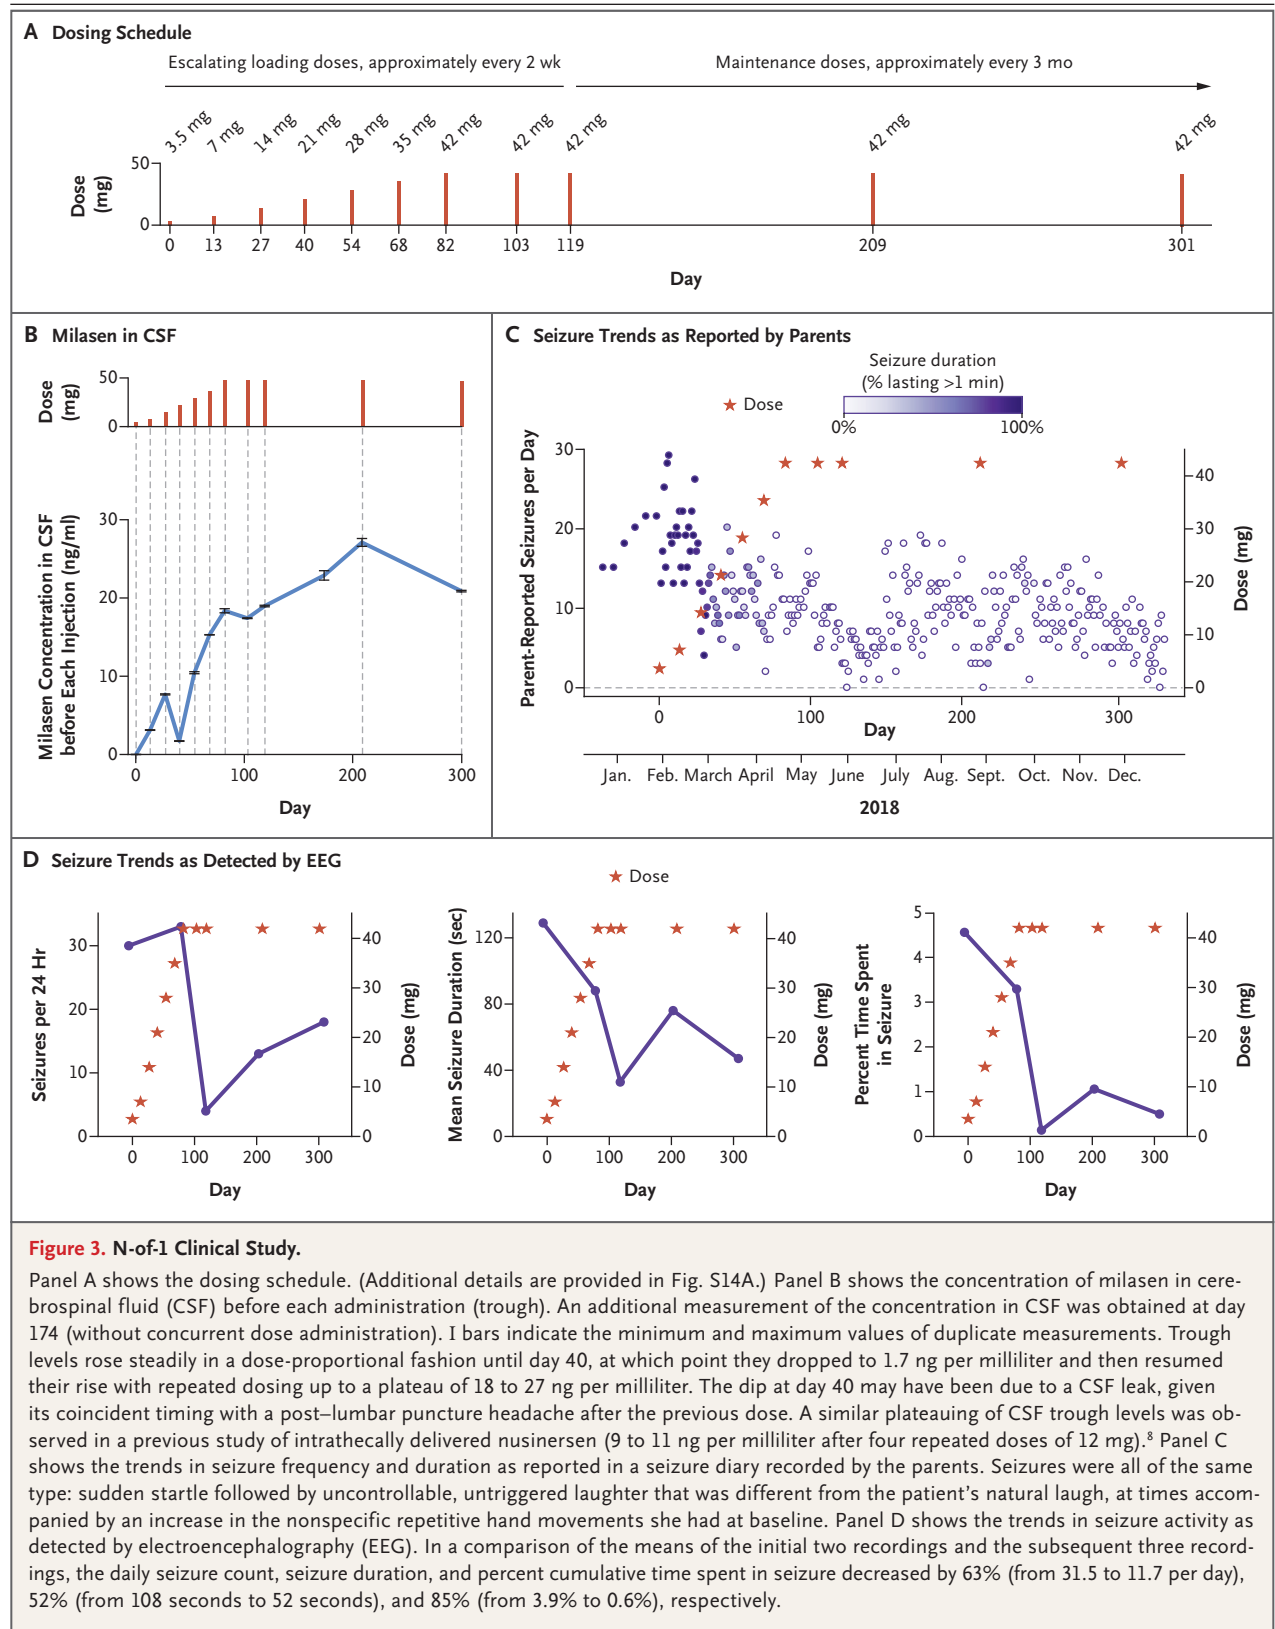 A Dosing Schedule
Escalating loading doses, approximately every 2 wk
Maintenance doses, approximately every 3 mo
3.5 mg 7 mg 14 mg 21 mg 28 mg 35 mg 42 mg 42 mg 42 mg 42 mg 42 mg
Dose
(mg)
50
0
0 13 27 40 54 68 82 103 119 209 301
Day
B Milasen in CSF
Dose
(mg)
50
0
Milasen Concentration in CSF
before Each Injection (ng/ml)
30
20
10
0
0 100 200 300
Day
C Seizure Trends as Reported by Parents
Seizure duration
(% lasting >1 min)
Dose
0% 100%
Parent-Reported Seizures per Day
30
20
10
0
40
30
20
10
0
Dose (mg)
0 100 200 300
Day
Jan. Feb. March April May June July Aug. Sept. Oct. Nov. Dec.
2018
D Seizure Trends as Detected by EEG
Dose
Seizures per 24 Hr
30
20
10
0
40
30
20
10
0
Dose (mg)
0 100 200 300
Day
Mean Seizure Duration (sec)
120
80
40
0
40
30
20
10
0
Dose (mg)
0 100 200 300
Day
Percent Time Spent
in Seizure
5
4
3
2
1
0
40
30
20
10
0
Dose (mg)
0 100 200 300
Day
Figure 3. N-of-1 Clinical Study.
Panel A shows the dosing schedule. (Additional details are provided in Fig. S14A.) Panel B shows the concentration of milasen in cere-
brospinal fluid (CSF) before each administration (trough). An additional measurement of the concentration in CSF was obtained at day
174 (without concurrent dose administration). I bars indicate the minimum and maximum values of duplicate measurements. Trough
levels rose steadily in a dose-proportional fashion until day 40, at which point they dropped to 1.7 ng per milliliter and then resumed
their rise with repeated dosing up to a plateau of 18 to 27 ng per milliliter. The dip at day 40 may have been due to a CSF leak, given
its coincident timing with a post–lumbar puncture headache after the previous dose. A similar plateauing of CSF trough levels was ob-
served in a previous study of intrathecally delivered nusinersen (9 to 11 ng per milliliter after four repeated doses of 12 mg).⁸ Panel C
shows the trends in seizure frequency and duration as reported in a seizure diary recorded by the parents. Seizures were all of the same
type: sudden startle followed by uncontrollable, untriggered laughter that was different from the patient's natural laugh, at times accom-
panied by an increase in the nonspecific repetitive hand movements she had at baseline. Panel D shows the trends in seizure activity as
detected by electroencephalography (EEG). In a comparison of the means of the initial two recordings and the subsequent three record-
ings, the daily seizure count, seizure duration, and percent cumulative time spent in seizure decreased by 63% (from 31.5 to 11.7 per day),
52% (from 108 seconds to 52 seconds), and 85% (from 3.9% to 0.6%), respectively.